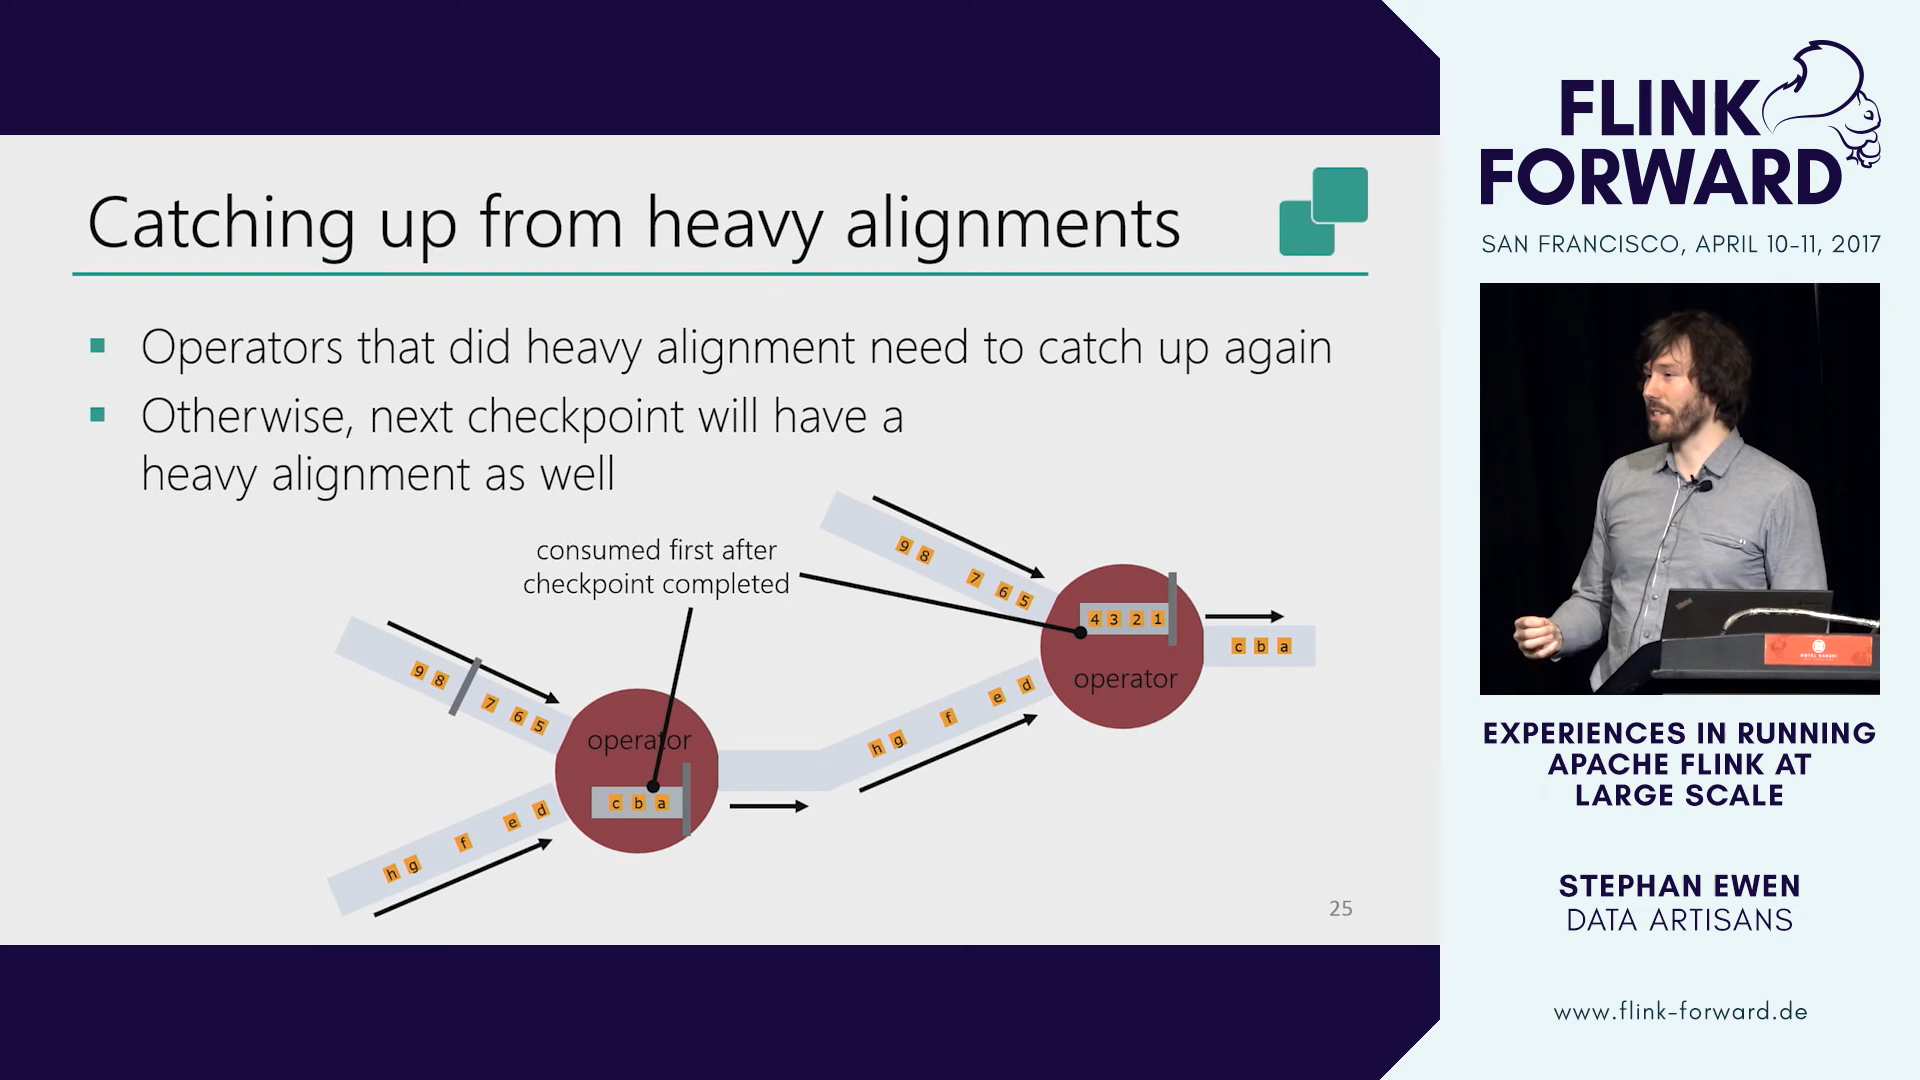 Catching up from heavy alignments
Operators that did heavy alignment need to catch up again
Otherwise, next checkpoint will have a
heavy alignment as well
consumed first after
checkpoint completed
9 8 7 6 5
4 3 2 1
c b a
operator
h g f e d
9 8 7 6 5
operator
c b a
h g f e d
25
FLINK
FORWARD
SAN FRANCISCO, APRIL 10-11, 2017
HOTEL KABUKI
EXPERIENCES IN RUNNING
APACHE FLINK AT
LARGE SCALE
STEPHAN EWEN
DATA ARTISANS
www.flink-forward.de